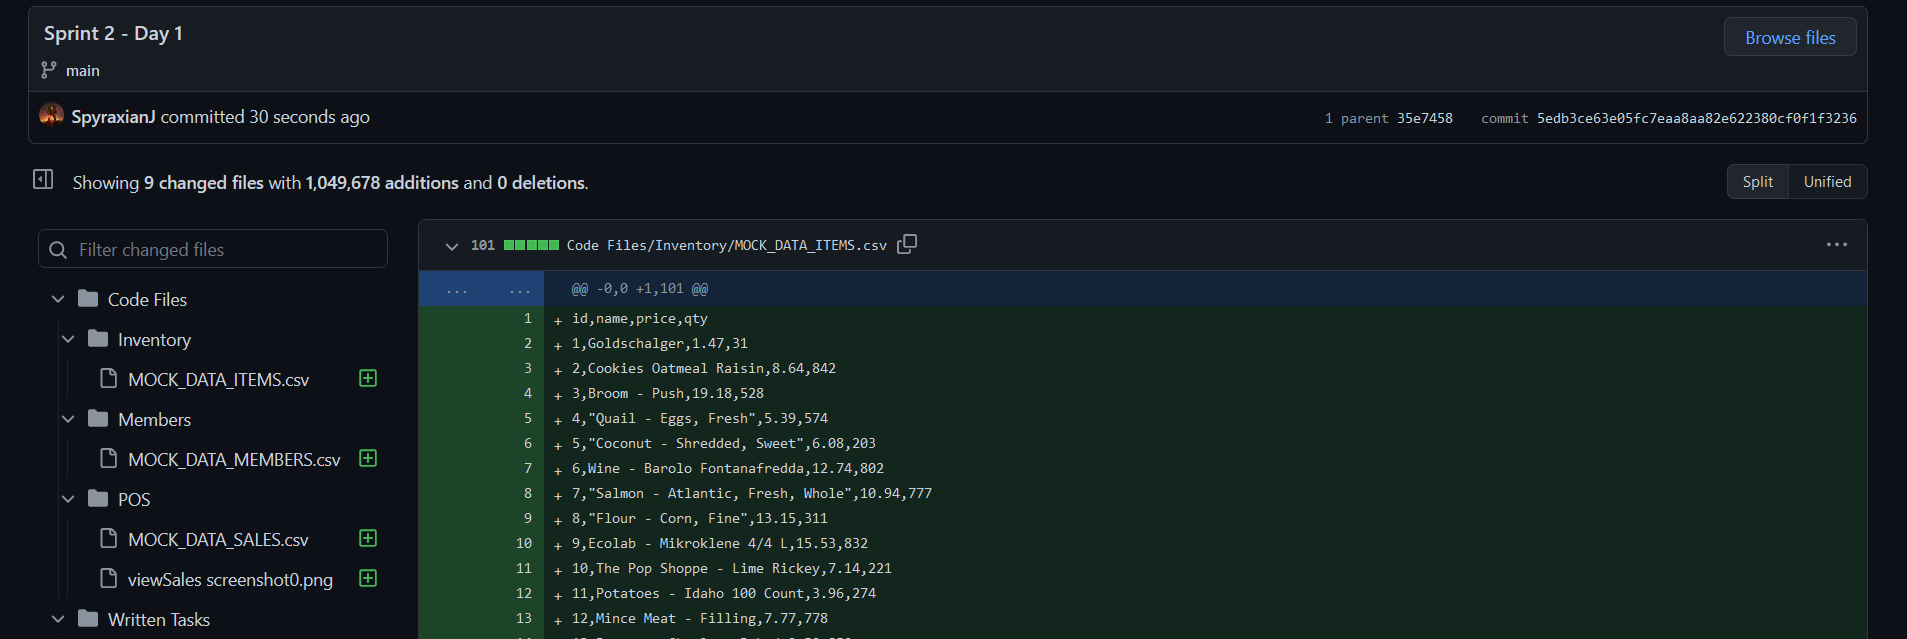 Sprint 2 - Day 1
Browse files
main
SpyraxianJ committed 30 seconds ago
1 parent 35e7458 commit 5edb3ce63e05fc7eaa8aa82e622380cf0f1f3236
Showing 9 changed files with 1,049,678 additions and 0 deletions.
Split Unified
Filter changed files
Code Files
Inventory
MOCK_DATA_ITEMS.csv
Members
MOCK_DATA_MEMBERS.csv
POS
MOCK_DATA_SALES.csv
viewSales screenshot0.png
Written Tasks
101 Code Files/Inventory/MOCK_DATA_ITEMS.csv
... ... @@ -0,0 +1,101 @@
1 + id,name,price,qty
2 + 1,Goldschalger,1.47,31
3 + 2,Cookies Oatmeal Raisin,8.64,842
4 + 3,Broom - Push,19.18,528
5 + 4,"Quail - Eggs, Fresh",5.39,574
6 + 5,"Coconut - Shredded, Sweet",6.08,203
7 + 6,Wine - Barolo Fontanafredda,12.74,802
8 + 7,"Salmon - Atlantic, Fresh, Whole",10.94,777
9 + 8,"Flour - Corn, Fine",13.15,311
10 + 9,Ecolab - Mikroklene 4/4 L,15.53,832
11 + 10,The Pop Shoppe - Lime Rickey,7.14,221
12 + 11,Potatoes - Idaho 100 Count,3.96,274
13 + 12,Mince Meat - Filling,7.77,778